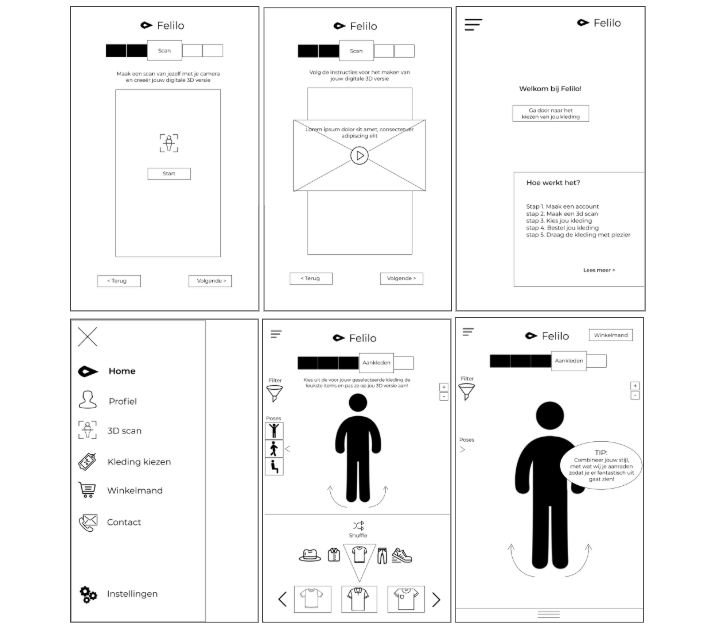 Felilo
Scan
Maak een scan van jezelf met je camera
en creeër jouw digitale 3D versie
Start
< Terug
Volgende >
Felilo
Scan
Volg de instructies voor het maken van
jouw digitale 3D versie
Lorem ipsum dolor sit amet, consectetuer
adipiscing elit
< Terug
Volgende >
Felilo
Welkom bij Felilo!
Ga door naar het
kiezen van jou kleding
Hoe werkt het?
Stap 1. Maak een account
stap 2. Maak een 3d scan
stap 3. Kies jou kleding
stap 4. Bestel jou kleding
stap 5. Draag de kleding met plezier
Lees meer >
Home
Profiel
3D scan
Kleding kiezen
Winkelmand
Contact
Instellingen
Felilo
Aankleden
Kies uit de voor jouw geselecteerde kleding de
leukste items en pas ze op jou 3D versie aan!
Filter
+
-
Poses
<
Shuffle
Felilo
Winkelmand
Aankleden
Filter
+
-
Poses
>
TIP:
Combineer jouw stijl,
met wat wij je aanraden
zodat je er fantastisch uit
gaat zien!